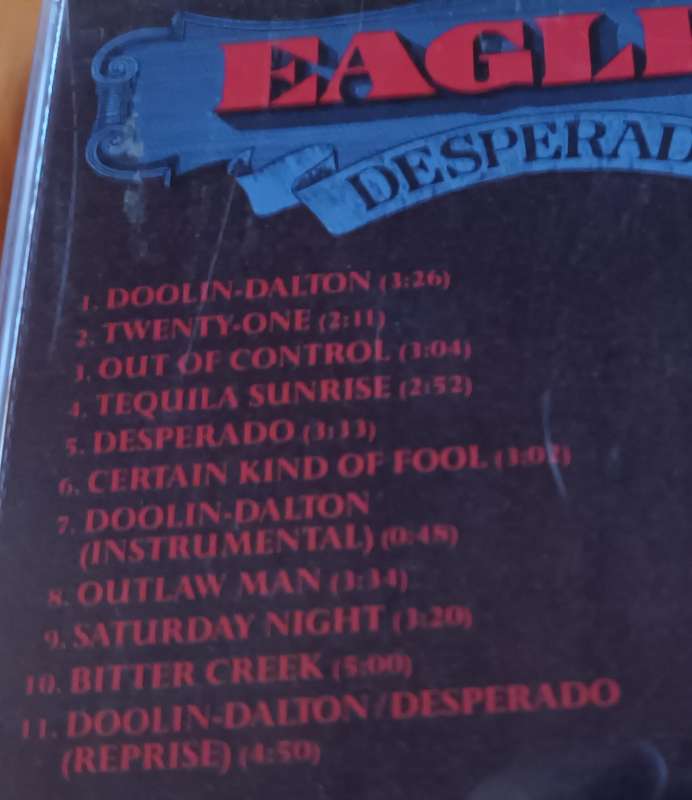 EAGLE
DESPERAD
1. DOOLIN-DALTON (3:26)
2. TWENTY-ONE (2:11)
3. OUT OF CONTROL (3:04)
4. TEQUILA SUNRISE (2:52)
5. DESPERADO (3:33)
6. CERTAIN KIND OF FOOL (3:02)
7. DOOLIN-DALTON
(INSTRUMENTAL) (0:48)
8. OUTLAW MAN (3:34)
9. SATURDAY NIGHT (3:20)
10. BITTER CREEK (5:00)
11. DOOLIN-DALTON/DESPERADO
(REPRISE) (4:50)